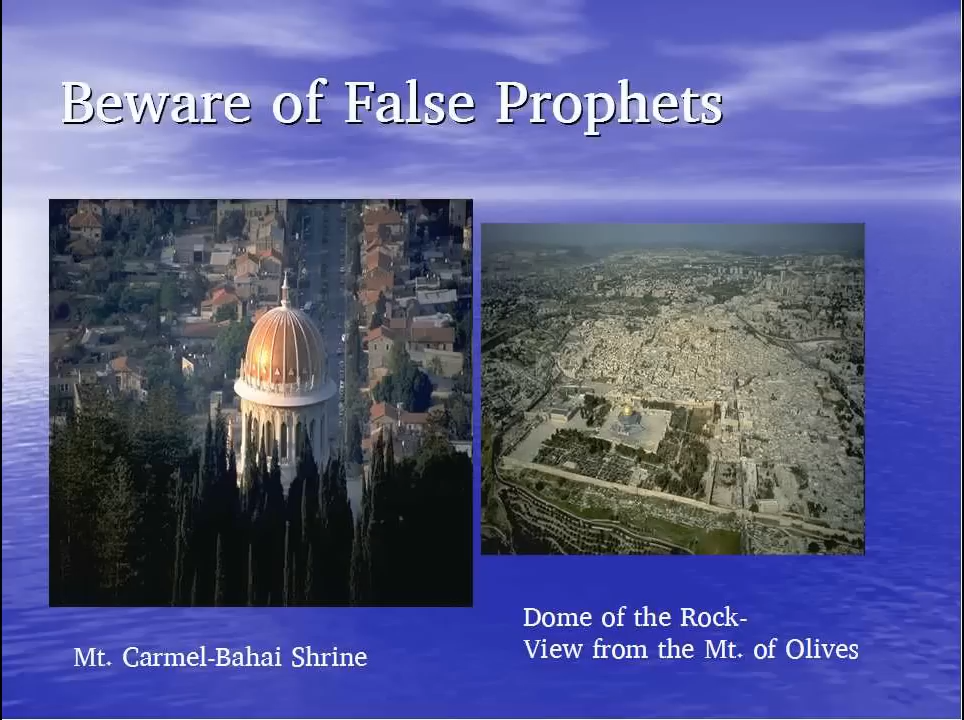 Beware of False Prophets
Mt. Carmel-Bahai Shrine
Dome of the Rock-
View from the Mt. of Olives